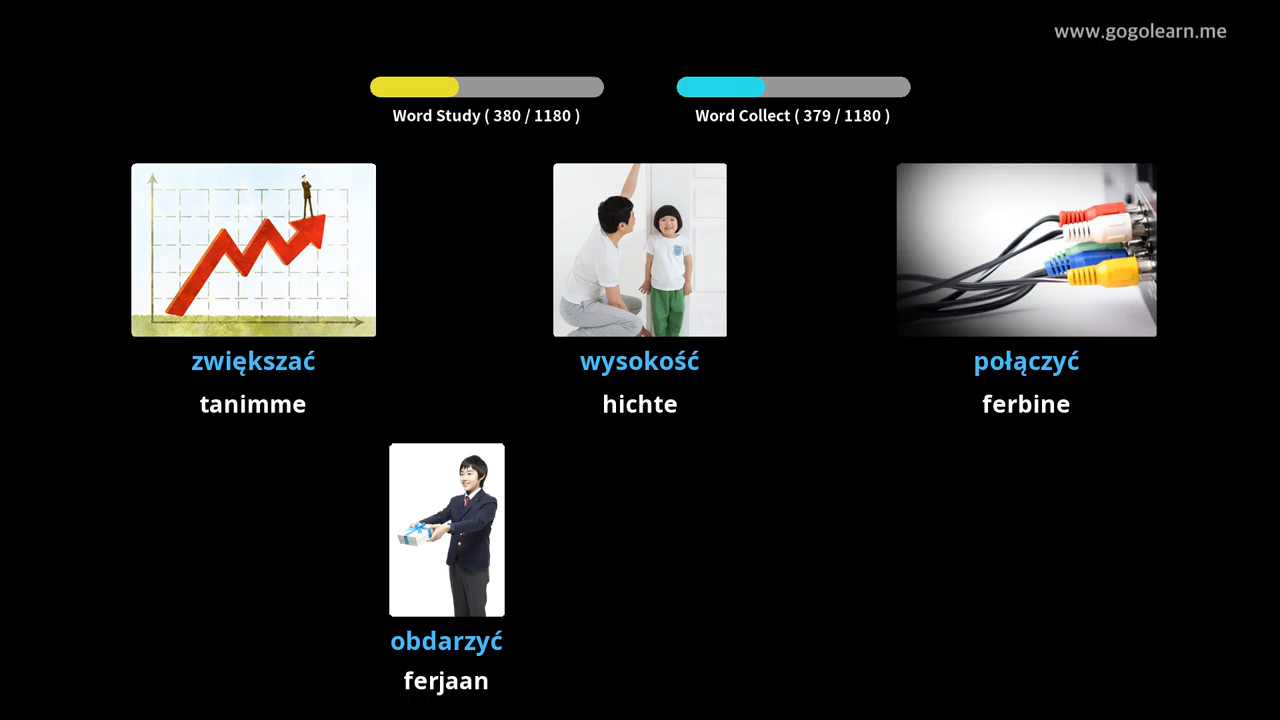 www.gogolearn.me
Word Study ( 380 / 1180 )
Word Collect ( 379 / 1180 )
zwiększać
wysokość
połączyć
tanimme
hichte
ferbine
obdarzyć
ferjaan